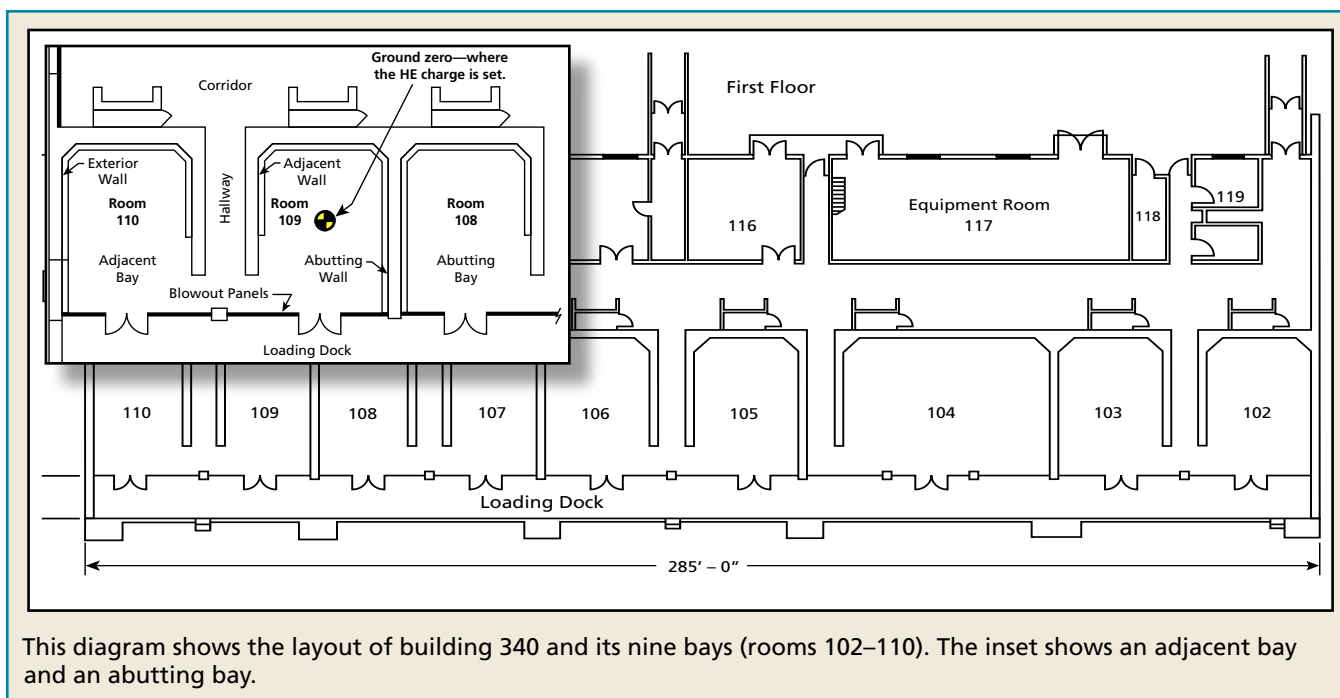 Ground zero—where
the HE charge is set.
Corridor
First Floor
Exterior
Wall
Adjacent
Wall
Hallway
Room
110
Room
109
Room
108
Adjacent
Bay
Abutting
Wall
Abutting
Bay
Blowout Panels
Loading Dock
116
Equipment Room
117
118
119
110
109
108
107
106
105
104
103
102
Loading Dock
285’ – 0”
This diagram shows the layout of building 340 and its nine bays (rooms 102–110). The inset shows an adjacent bay
and an abutting bay.